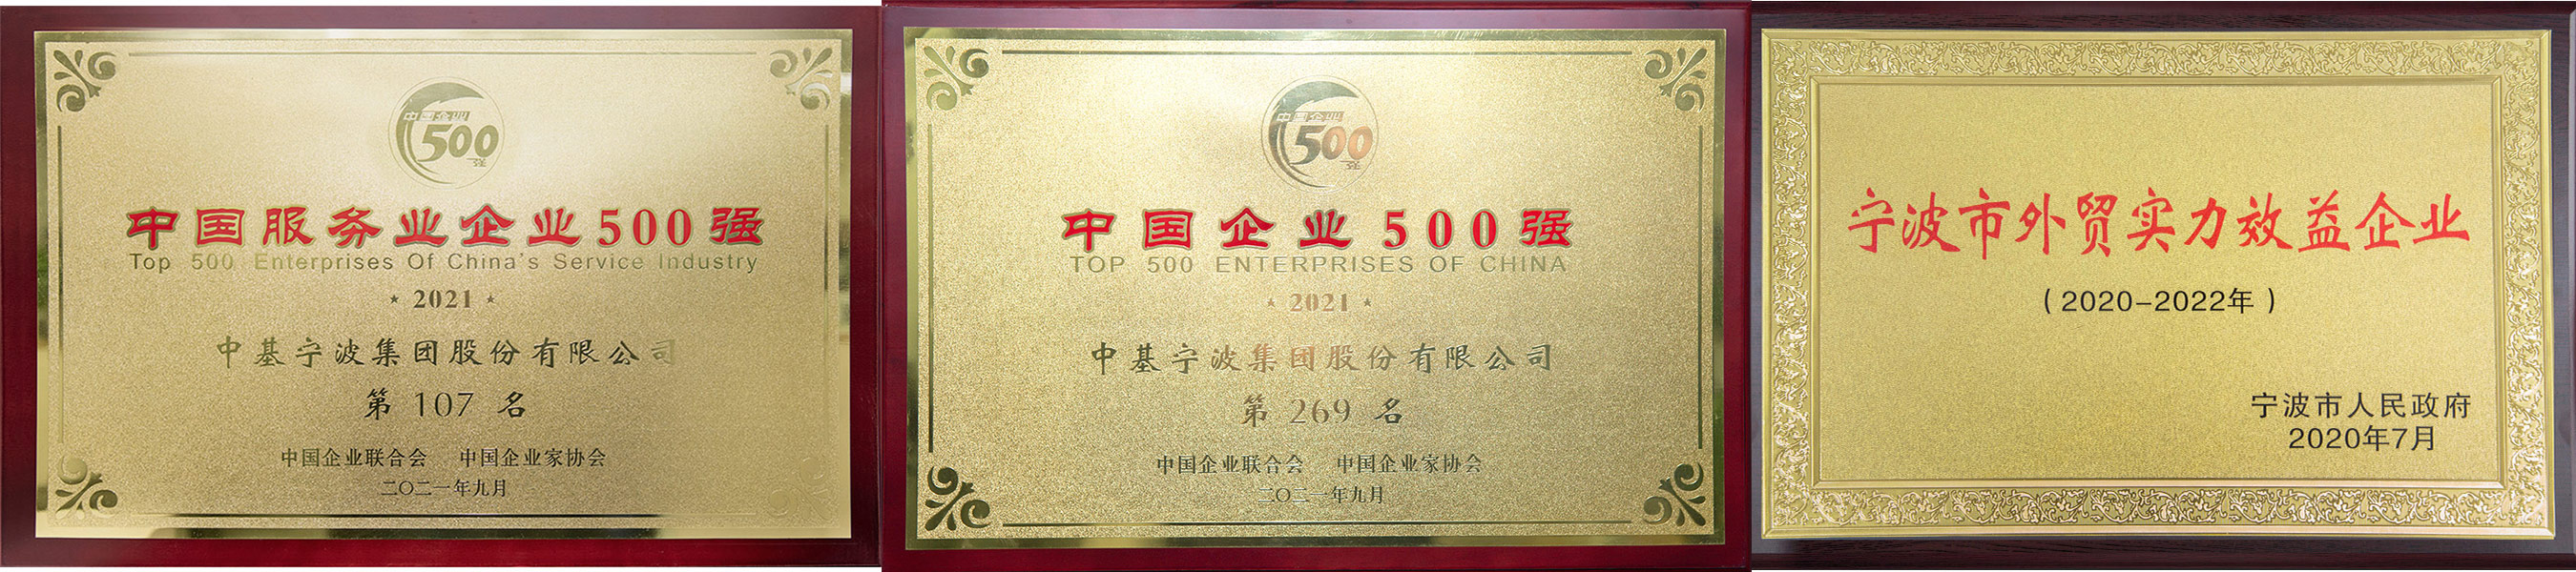 中国企业
500
强
中国服务业企业500强
Top 500 Enterprises Of China's Service Industry
★ 2021 ★
中基宁波集团股份有限公司
第 107 名
中国企业联合会 中国企业家协会
二〇二一年九月
中国企业
500
强
中国企业500强
TOP 500 ENTERPRISES OF CHINA
★ 2021 ★
中基宁波集团股份有限公司
第 269 名
中国企业联合会 中国企业家协会
二〇二一年九月
宁波市外贸实力效益企业
(2020-2022年)
宁波市人民政府
2020年7月